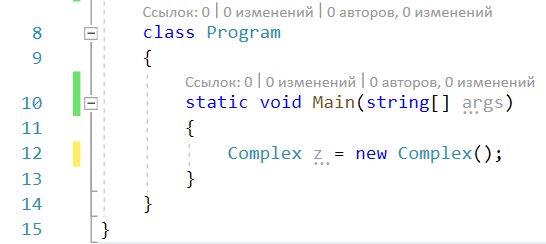 Ссылок: 0 | 0 изменений | 0 авторов, 0 изменений
8 class Program
9 {
Ссылок: 0 | 0 изменений | 0 авторов, 0 изменений
10 static void Main(string[] args)
11 {
12 Complex z = new Complex();
13 }
14 }
15 }